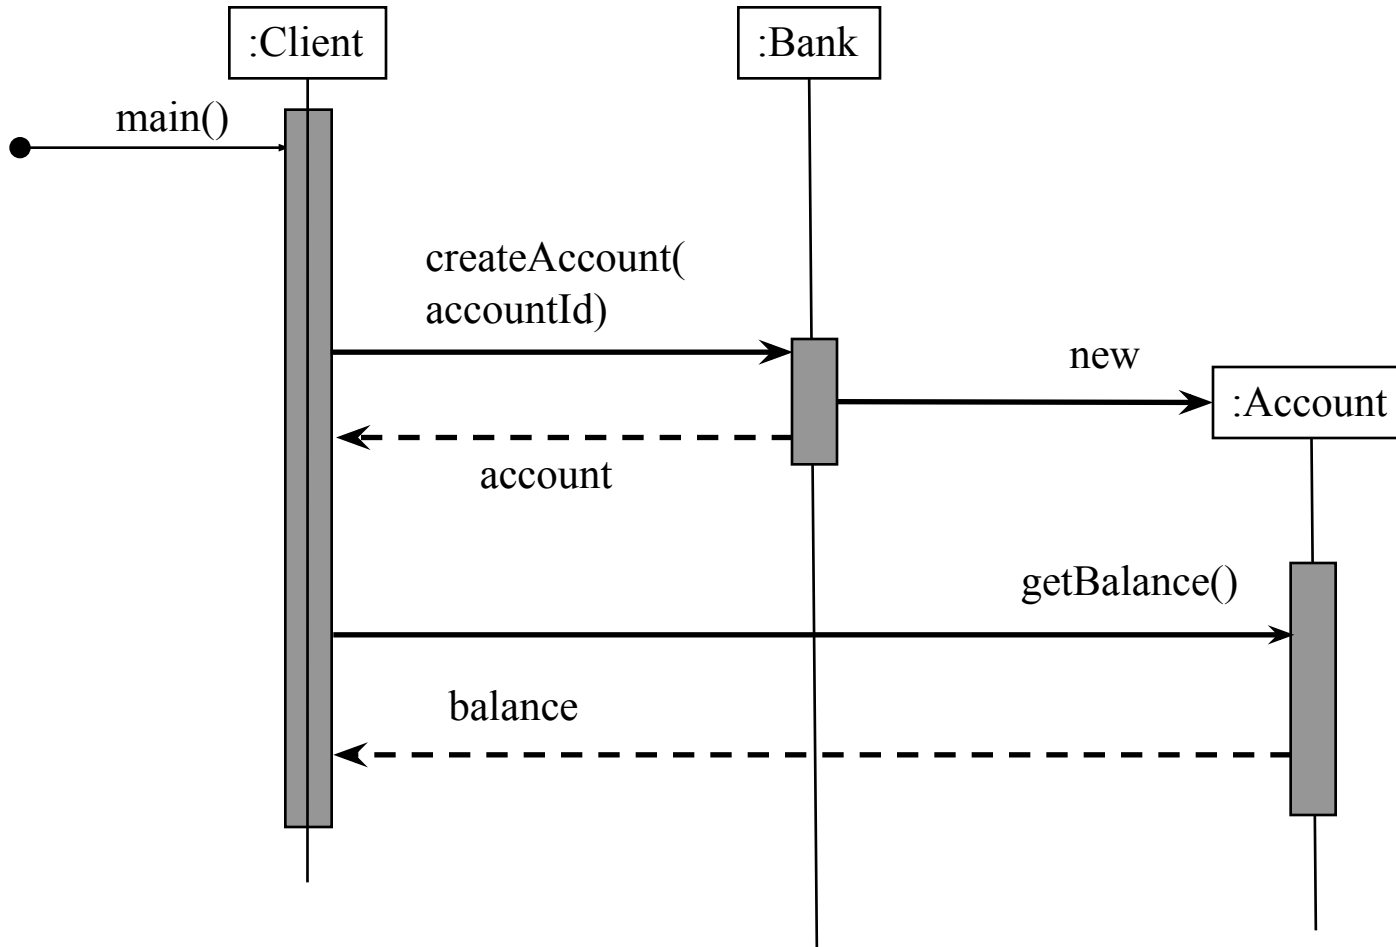 :Client
:Bank
main()
createAccount(
accountId)
new
:Account
account
getBalance()
balance